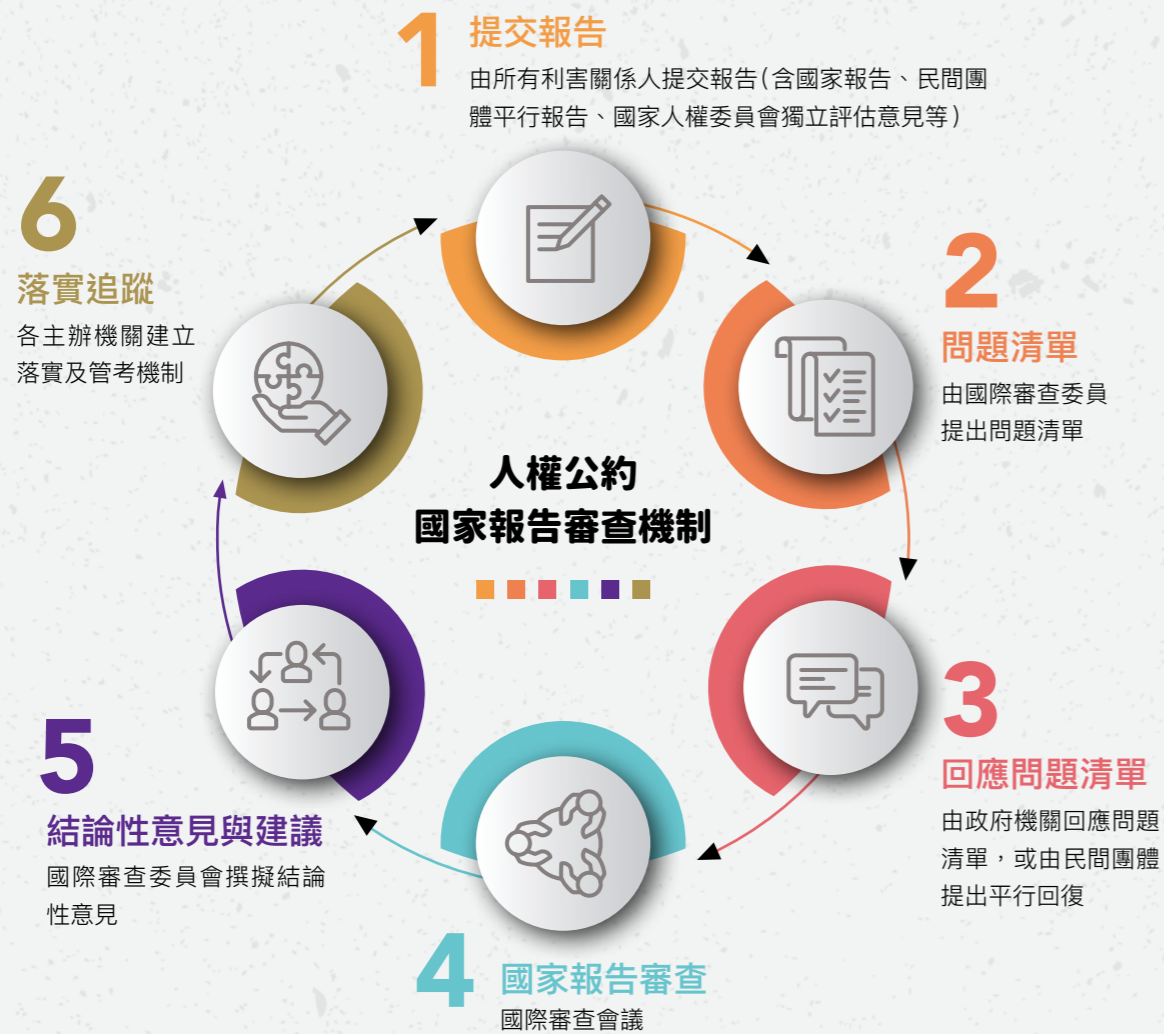 1
提交報告
由所有利害關係人提交報告(含國家報告、民間團
體平行報告、國家人權委員會獨立評估意見等)
2
問題清單
由國際審查委員
提出問題清單
3
回應問題清單
由政府機關回應問題
清單，或由民間團體
提出平行回復
4
國家報告審查
國際審查會議
5
結論性意見與建議
國際審查委員會撰擬結論
性意見
6
落實追蹤
各主辦機關建立
落實及管考機制
人權公約
國家報告審查機制